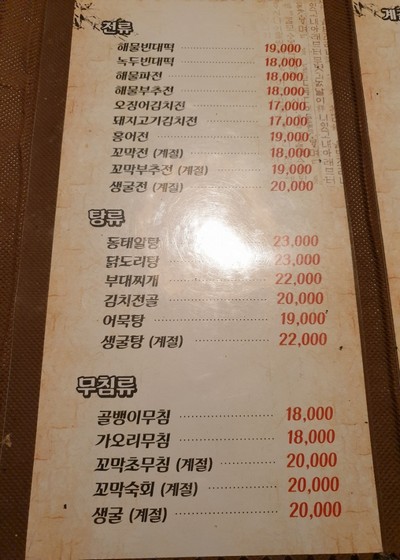 전류
해물빈대떡 19,000
녹두빈대떡 18,000
해물파전 18,000
해물부추전 18,000
오징어김치전 17,000
돼지고기김치전 17,000
홍어전 19,000
꼬막전 (계절) 18,000
꼬막부추전 (계절) 19,000
생굴전 (계절) 20,000
탕류
동태알탕 23,000
닭도리탕 23,000
부대찌개 22,000
김치전골 20,000
어묵탕 19,000
생굴탕 (계절) 22,000
무침류
골뱅이무침 18,000
가오리무침 18,000
꼬막초무침 (계절) 20,000
꼬막숙회 (계절) 20,000
생굴 (계절) 20,000